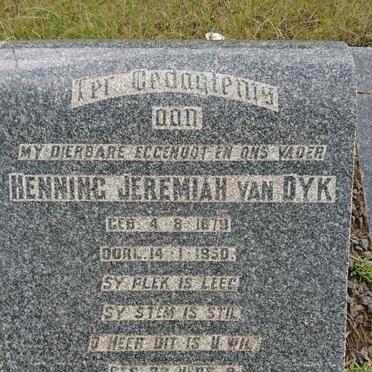 Ter Gedagtenis
aan
MY DIERBARE EGGENOOT EN ONS VADER
HENNING JEREMIAH VAN DYK
GEB. 4-8-1879
OORL. 14-1-1950.
SY PLEK IS LEEG
SY STEM IS STIL
O HEER DIT IS U WIL
GES.